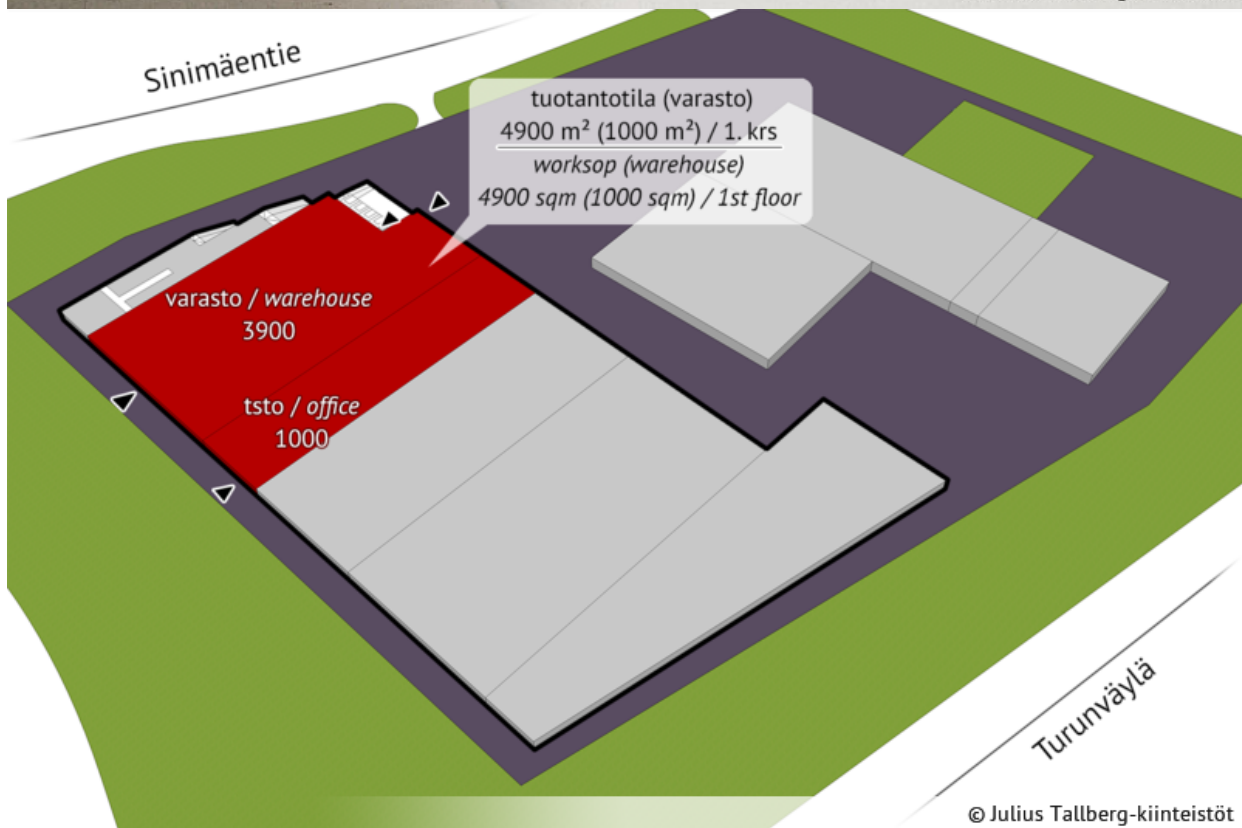 Sinimäentie
tuotantotila (varasto)
4900 m² (1000 m²) / 1. krs
worksop (warehouse)
4900 sqm (1000 sqm) / 1st floor
varasto / warehouse
3900
tsto / office
1000
Turunväylä
© Julius Tallberg-kiinteistöt